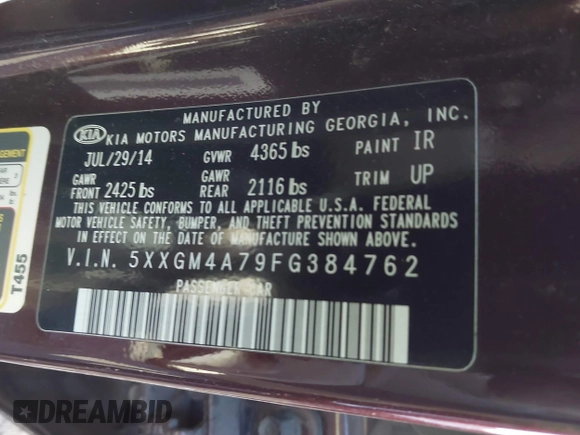 MANUFACTURED BY
KIA KIA MOTORS MANUFACTURING GEORGIA, INC.
JUL/29/14 GVWR 4365 lbs PAINT IR
GAWR FRONT 2425 lbs GAWR REAR 2116 lbs TRIM UP
THIS VEHICLE CONFORMS TO ALL APPLICABLE U.S.A. FEDERAL
MOTOR VEHICLE SAFETY, BUMPER, AND THEFT PREVENTION STANDARDS
IN EFFECT ON THE DATE OF MANUFACTURE SHOWN ABOVE.
V.I.N. 5XXGM4A79FG384762
PASSENGER CAR
T455
DREAMBID